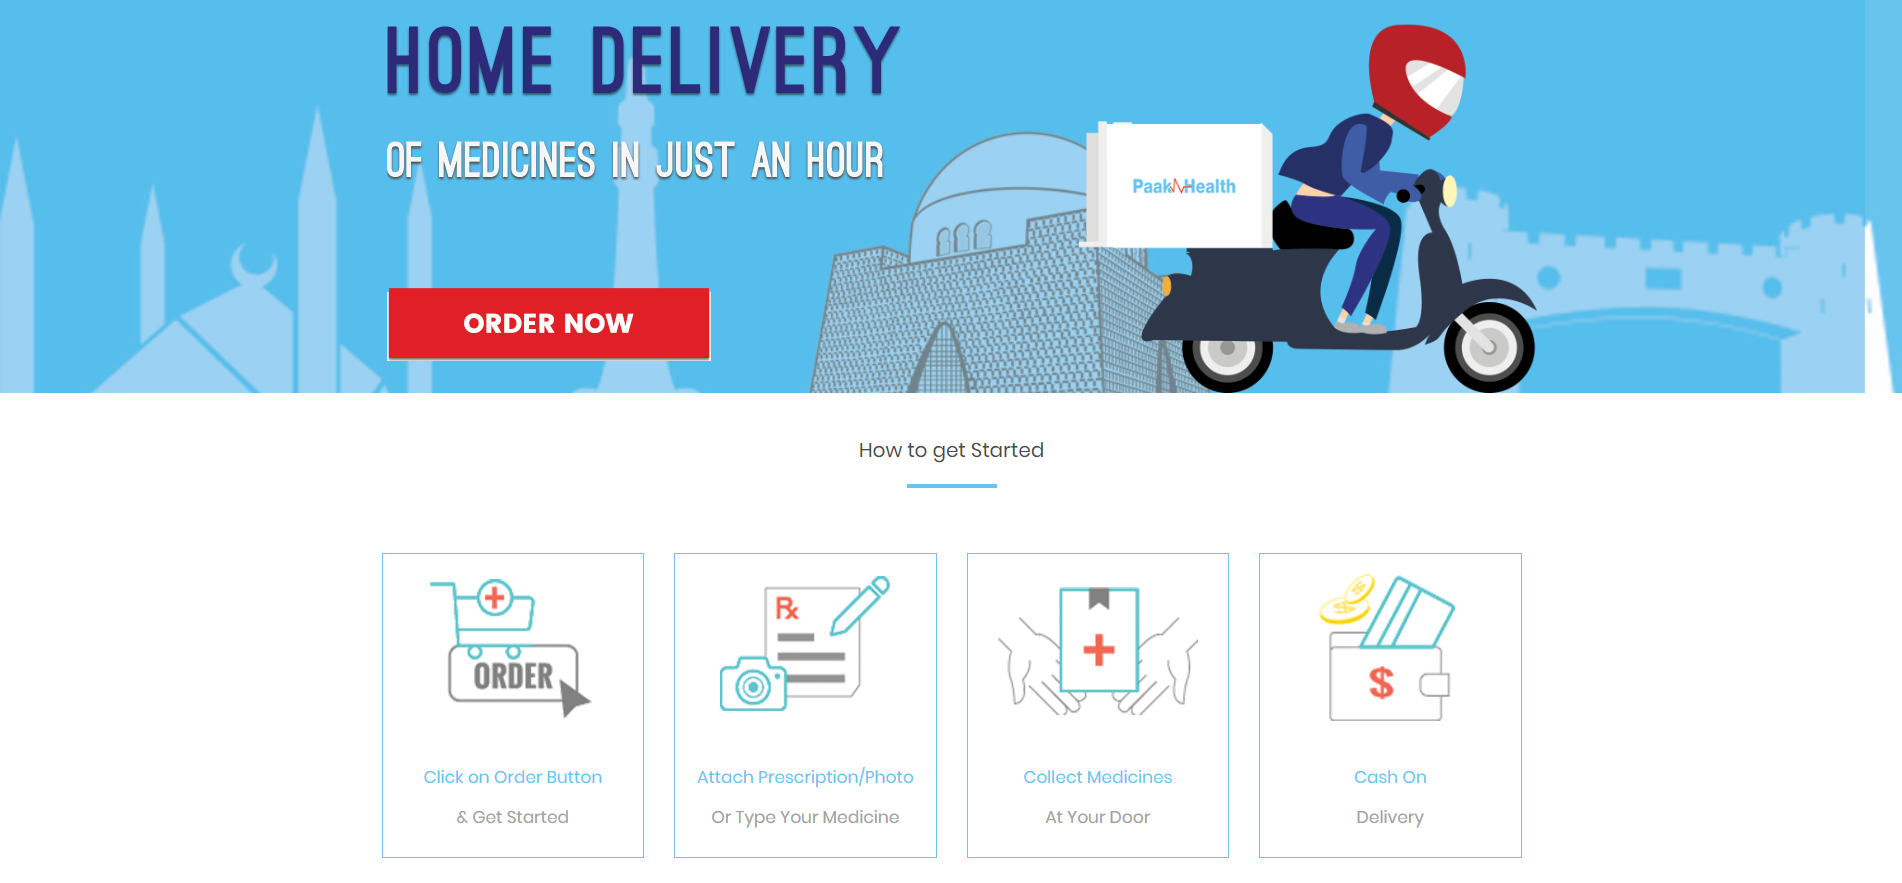 HOME DELIVERY
OF MEDICINES IN JUST AN HOUR
PaakHealth
ORDER NOW
How to get Started
ORDER
Rx
$
Click on Order Button
& Get Started
Attach Prescription/Photo
Or Type Your Medicine
Collect Medicines
At Your Door
Cash On
Delivery